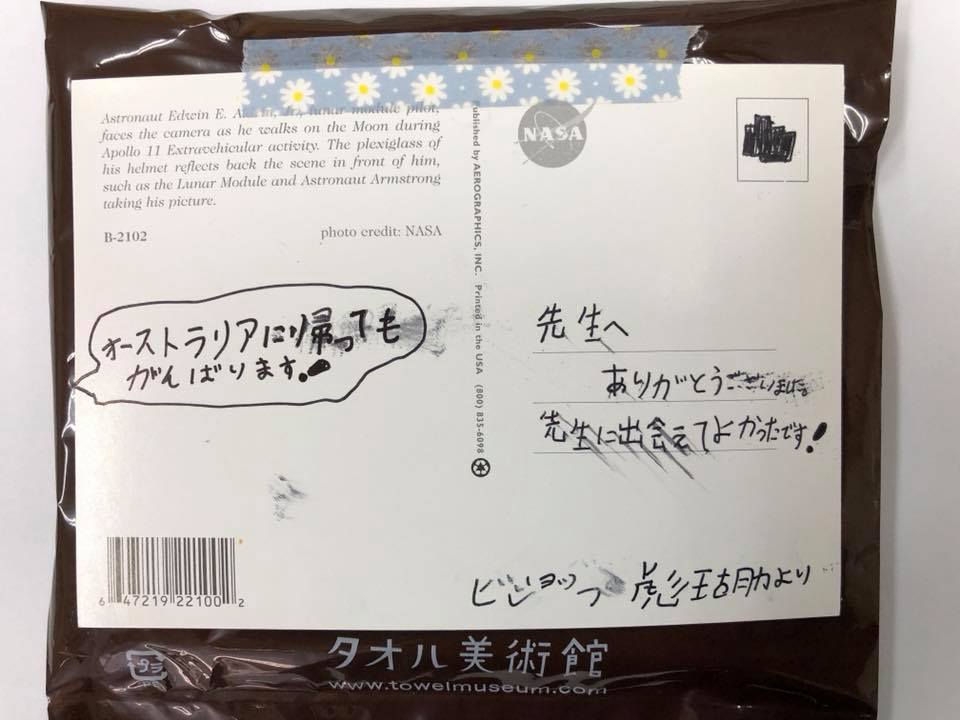 Astronaut Edwin E. Jr., lunar module pilot,
faces the camera as he walks on the Moon during
Apollo 11 Extravehicular activity. The plexiglass of
his helmet reflects back the scene in front of him,
such as the Lunar Module and Astronaut Armstrong
taking his picture.
B-2102
photo credit: NASA
オーストラリアに帰っても
がんばります!
6 47219 22100 2
Published by AEROGRAPHICS, INC. Printed in the USA (800) 835-6098
NASA
先生へ
ありがとうございました。
先生に出会えてよかったです!
ビショップ より
タオル美術館
www.towelmuseum.com
プラ